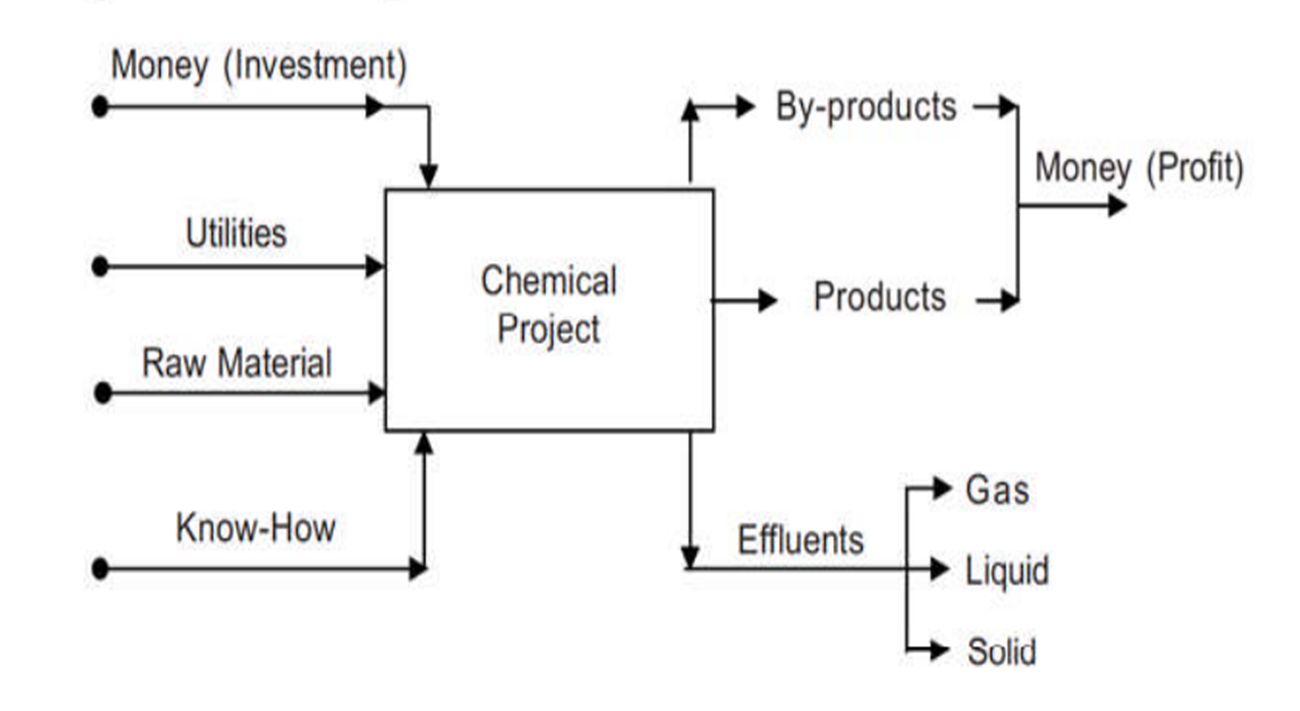 Money (Investment)
Utilities
Raw Material
Know-How
Chemical
Project
By-products
Products
Money (Profit)
Effluents
Gas
Liquid
Solid